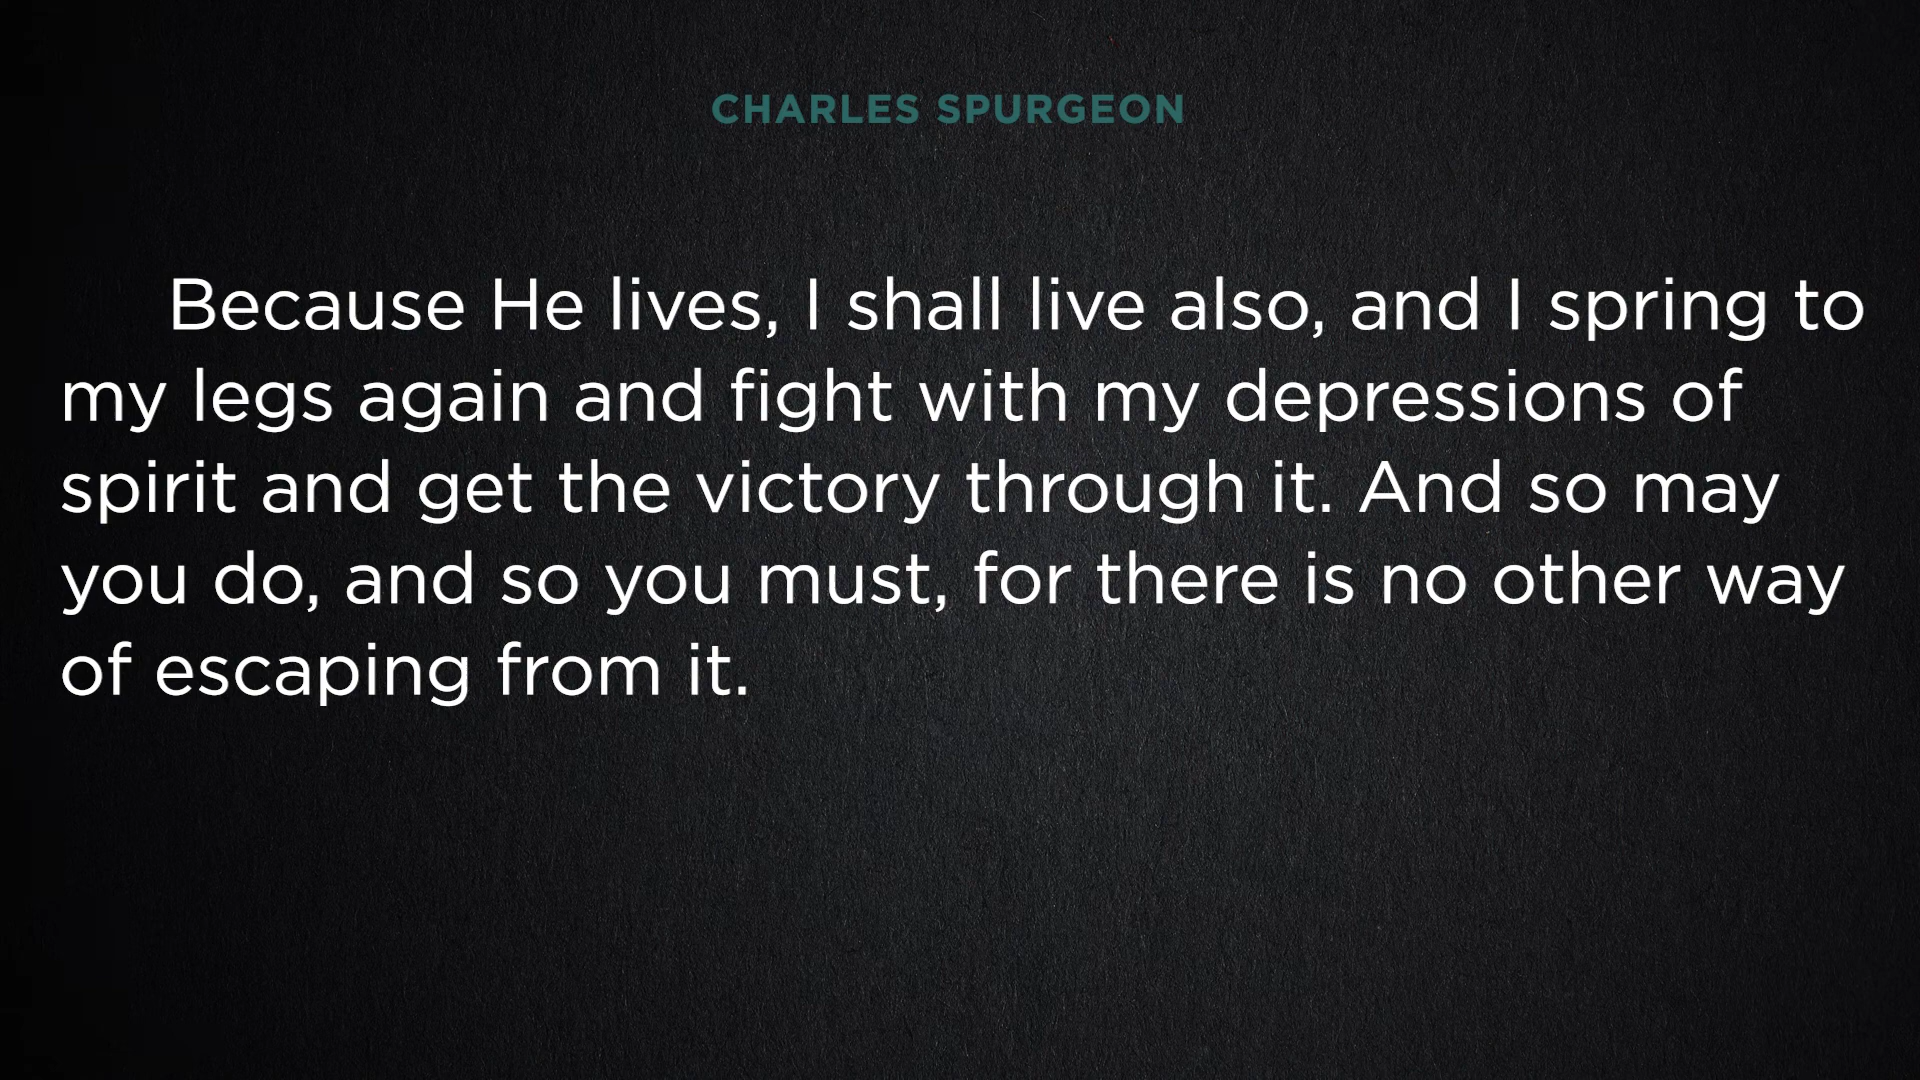 CHARLES SPURGEON
Because He lives, I shall live also, and I spring to
my legs again and fight with my depressions of
spirit and get the victory through it. And so may
you do, and so you must, for there is no other way
of escaping from it.